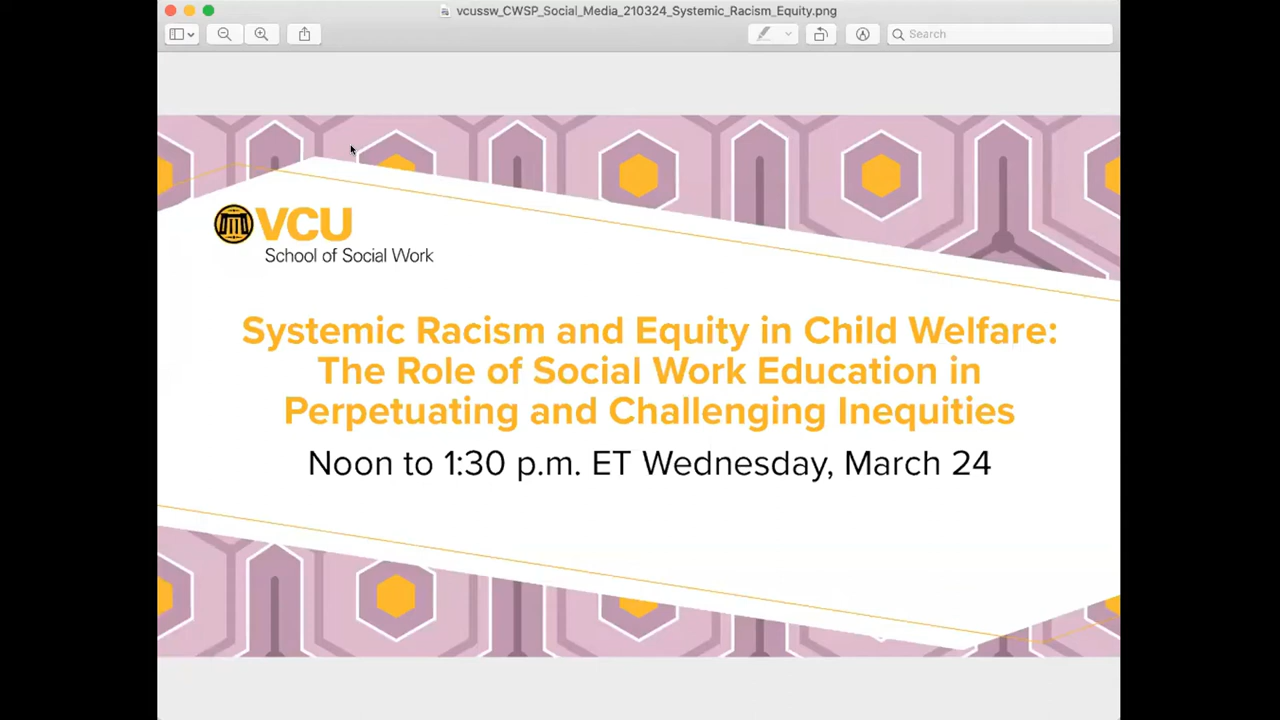 vcussw_CWSP_Social_Media_210324_Systemic_Racism_Equity.png
Search
VCU
School of Social Work
Systemic Racism and Equity in Child Welfare:
The Role of Social Work Education in
Perpetuating and Challenging Inequities
Noon to 1:30 p.m. ET Wednesday, March 24